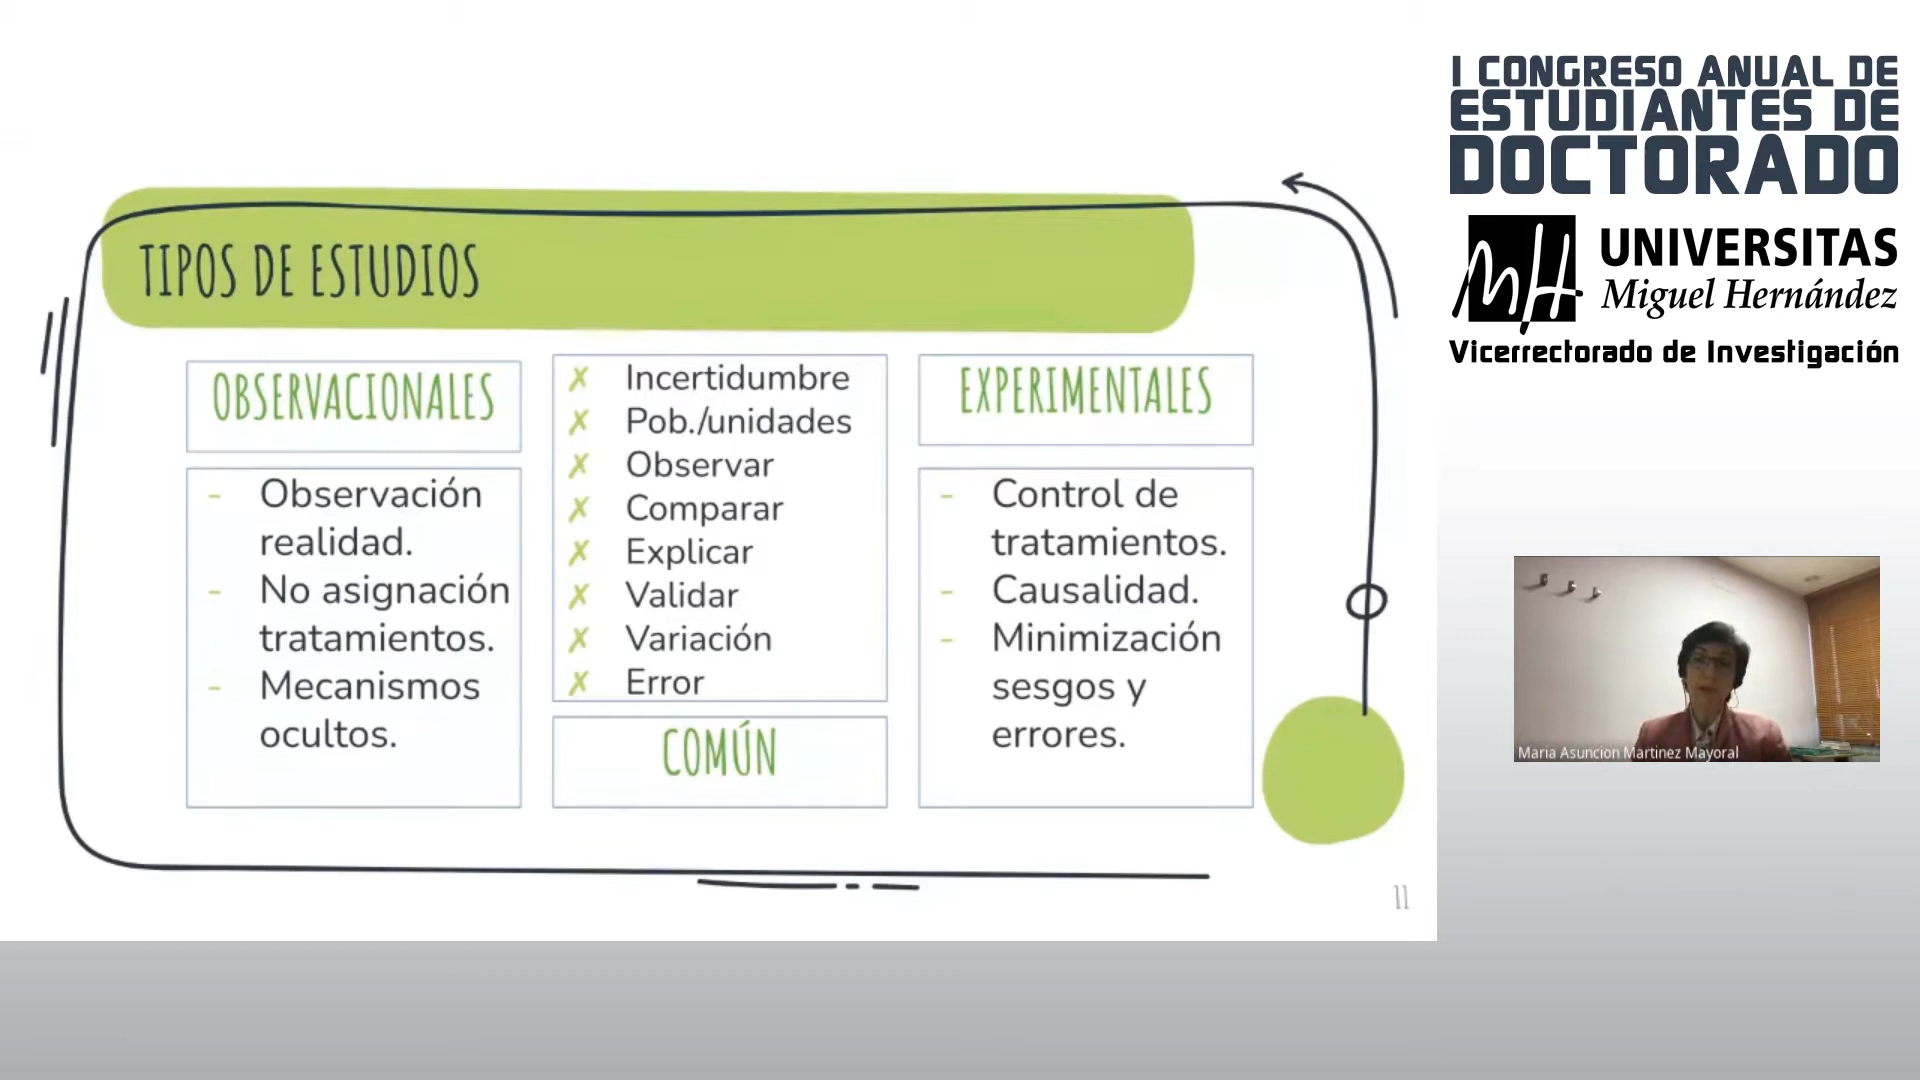 TIPOS DE ESTUDIOS
OBSERVACIONALES
- Observación
realidad.
- No asignación
tratamientos.
- Mecanismos
ocultos.
✗ Incertidumbre
✗ Pob./unidades
✗ Observar
✗ Comparar
✗ Explicar
✗ Validar
✗ Variación
✗ Error
COMÚN
EXPERIMENTALES
- Control de
tratamientos.
- Causalidad.
- Minimización
sesgos y
errores.
11
I CONGRESO ANUAL DE
ESTUDIANTES DE
DOCTORADO
UNIVERSITAS
Miguel Hernández
Vicerrectorado de Investigación
Maria Asuncion Martinez Mayoral